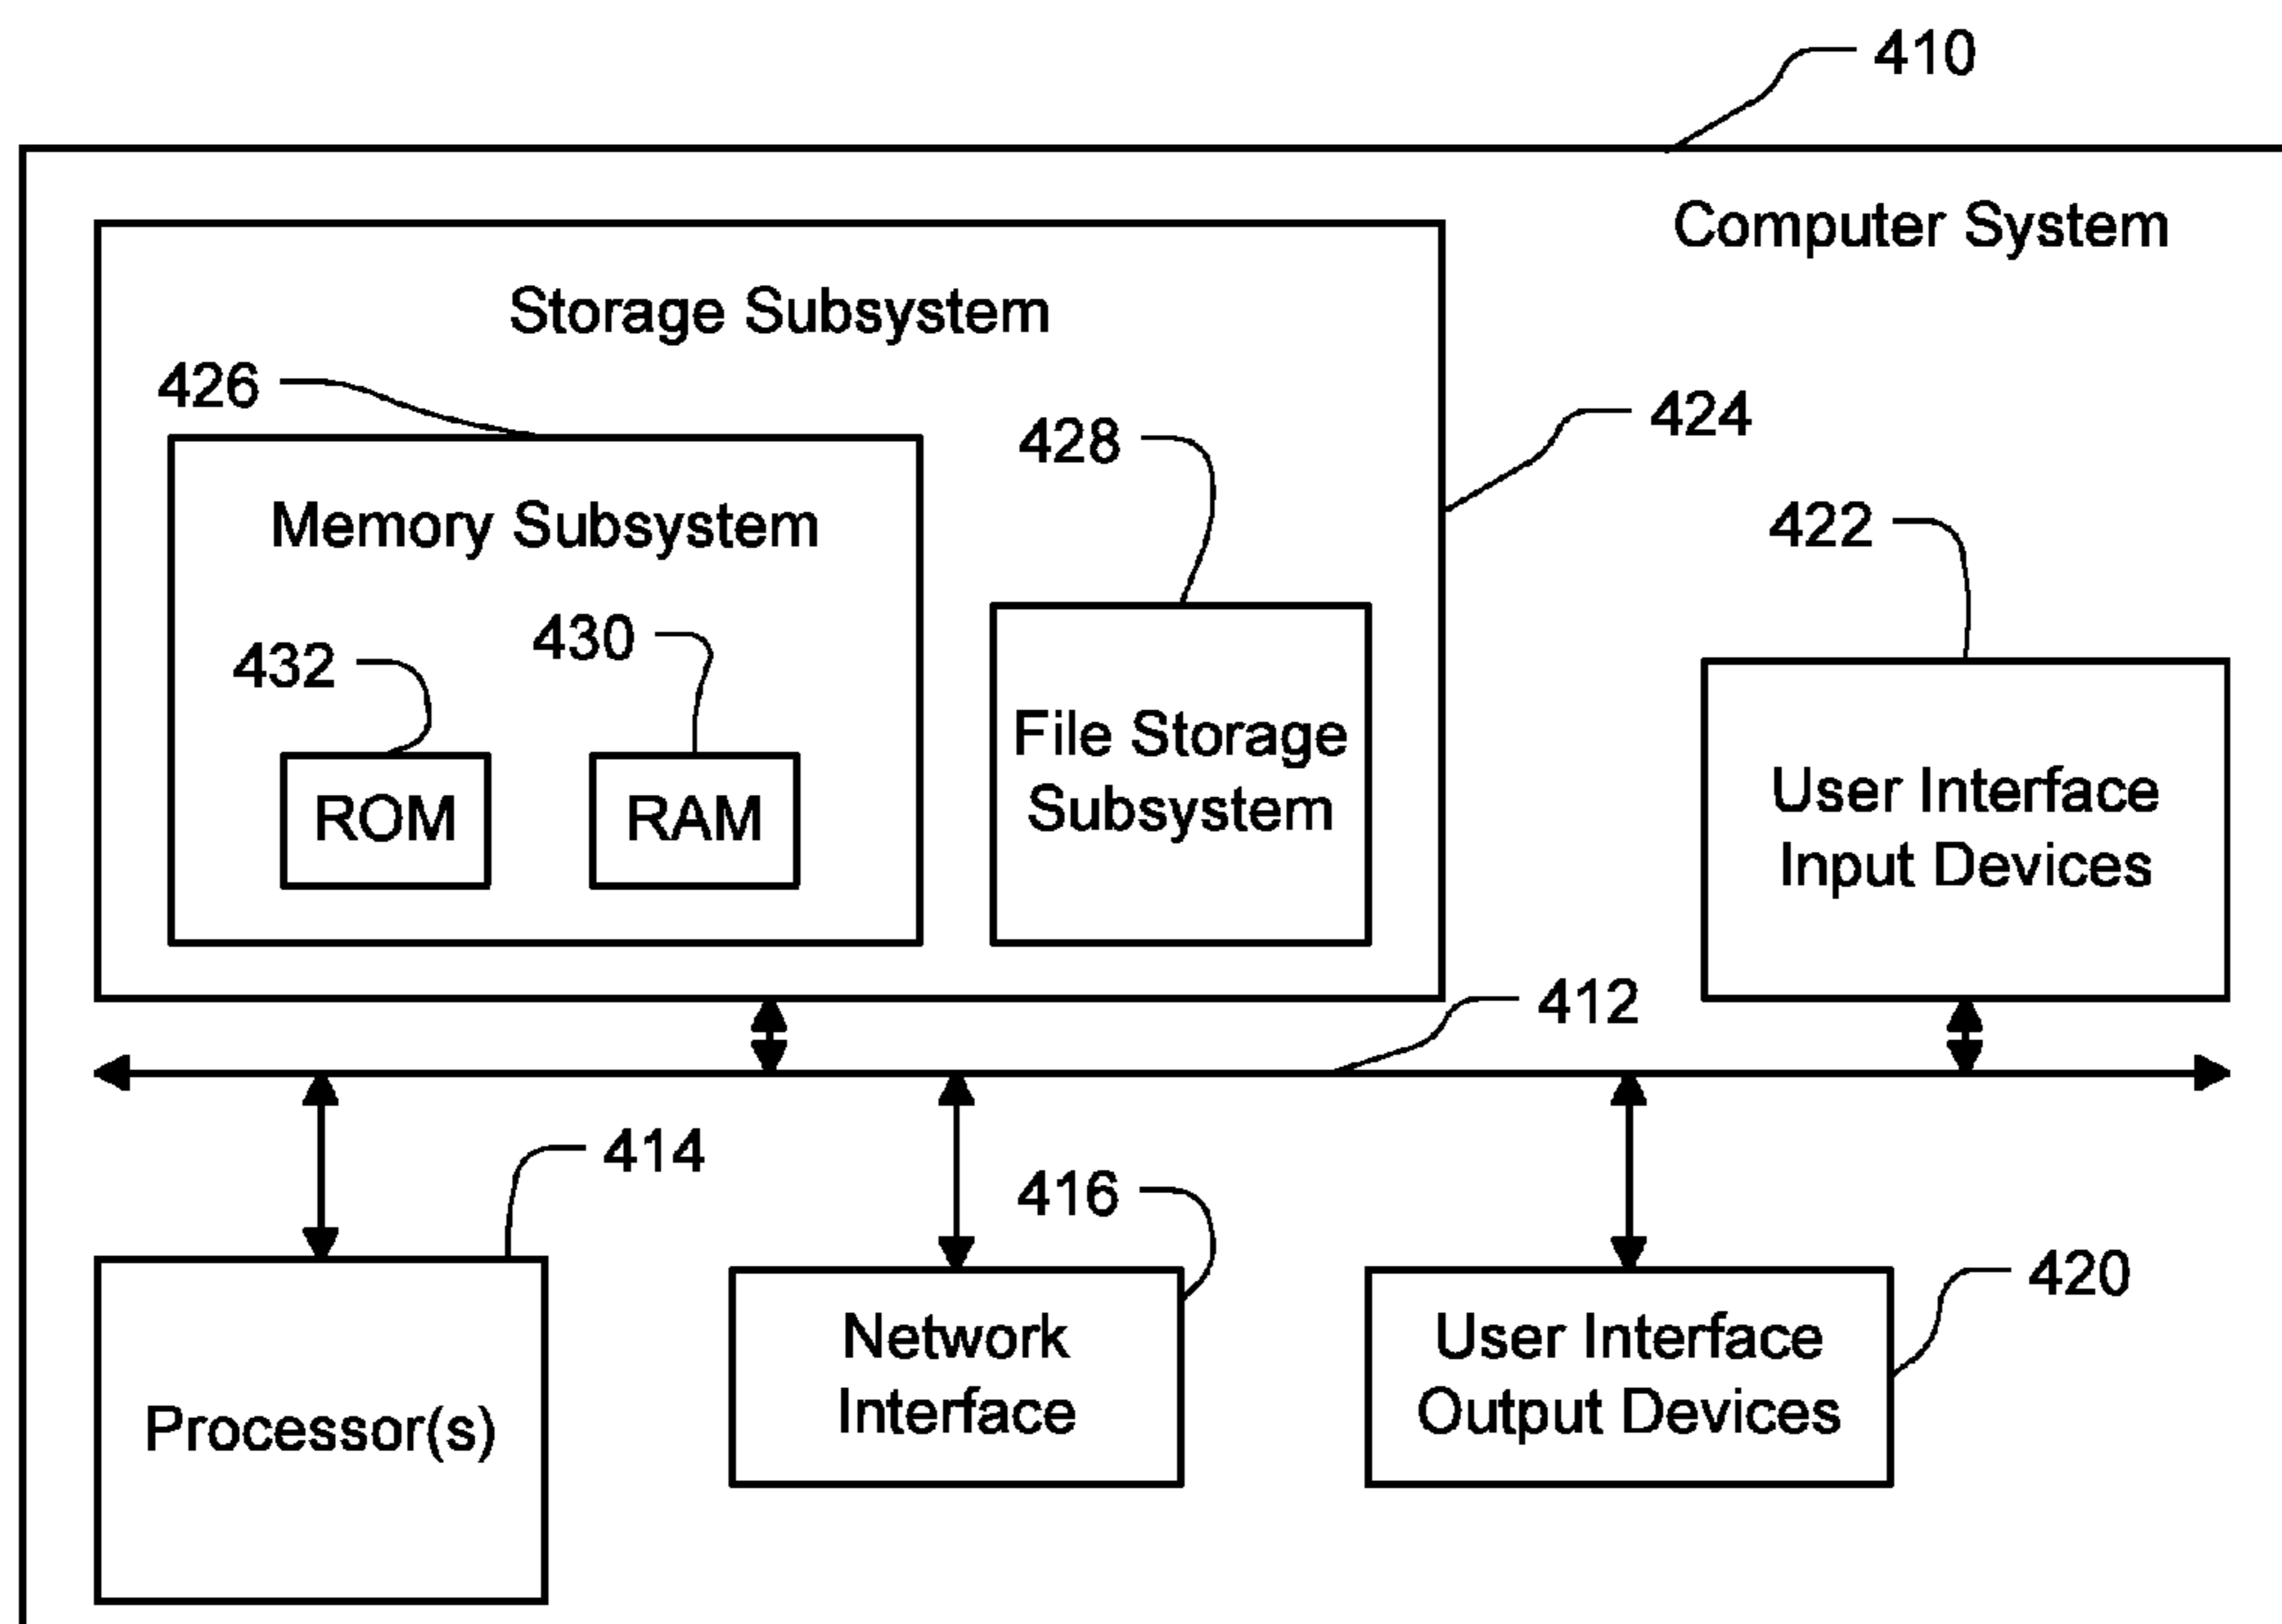 410
Computer System
Storage Subsystem
426
428
424
Memory Subsystem
422
432
430
ROM
RAM
File Storage
Subsystem
User Interface
Input Devices
412
414
416
420
Processor(s)
Network
Interface
User Interface
Output Devices